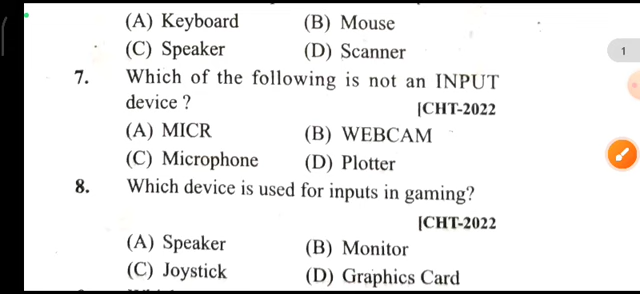 (A) Keyboard (B) Mouse
(C) Speaker (D) Scanner
7. Which of the following is not an INPUT
device ? [CHT-2022
(A) MICR (B) WEBCAM
(C) Microphone (D) Plotter
8. Which device is used for inputs in gaming?
[CHT-2022
(A) Speaker (B) Monitor
(C) Joystick (D) Graphics Card
1